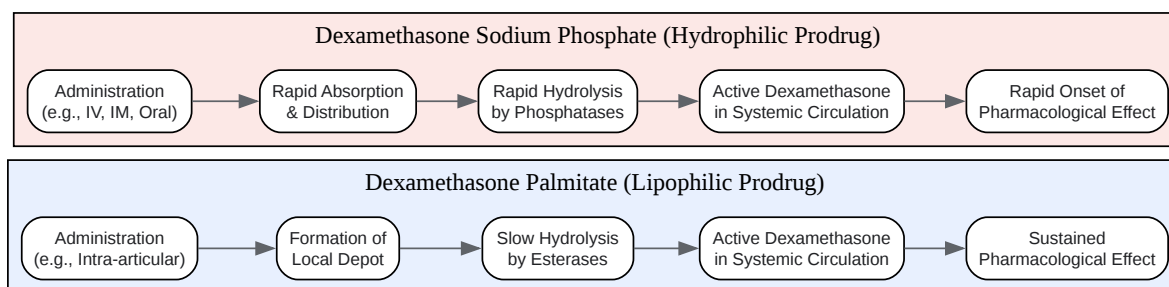 Dexamethasone Sodium Phosphate (Hydrophilic Prodrug)
Administration
(e.g., IV, IM, Oral)
Rapid Absorption
& Distribution
Rapid Hydrolysis
by Phosphatases
Active Dexamethasone
in Systemic Circulation
Rapid Onset of
Pharmacological Effect
Dexamethasone Palmitate (Lipophilic Prodrug)
Administration
(e.g., Intra-articular)
Formation of
Local Depot
Slow Hydrolysis
by Esterases
Active Dexamethasone
in Systemic Circulation
Sustained
Pharmacological Effect